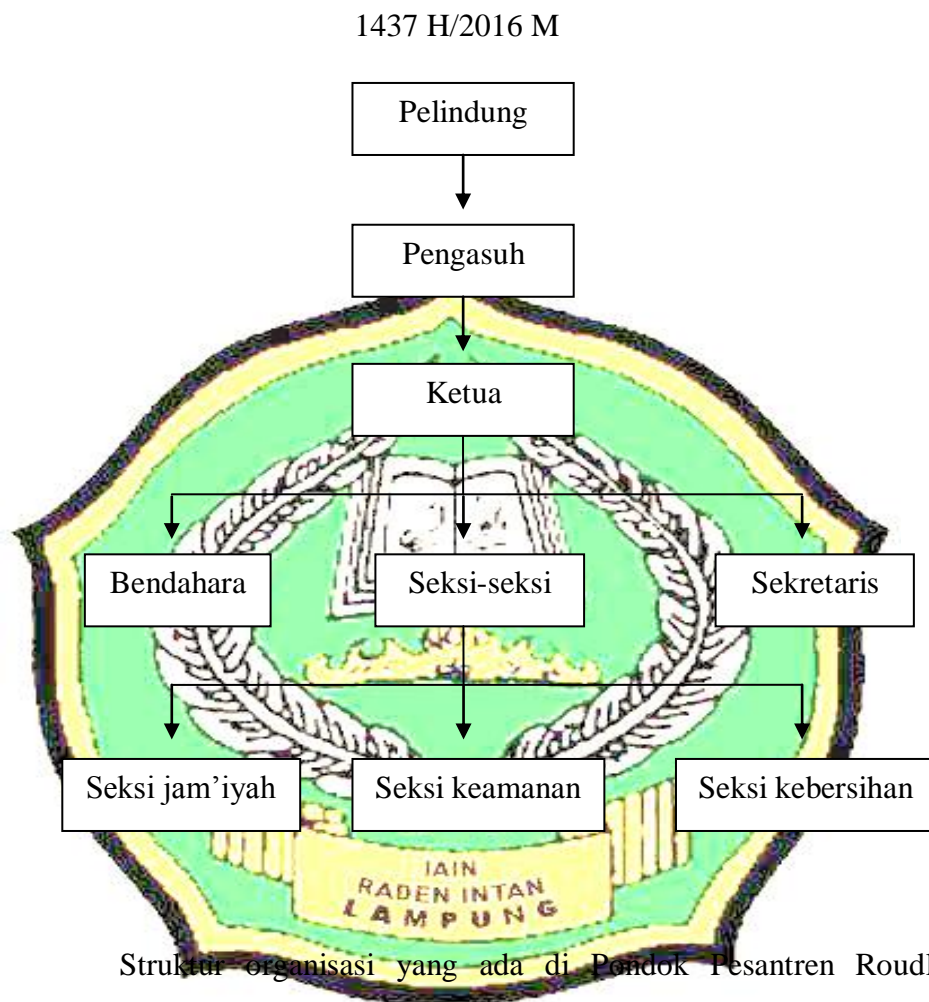 1437 H/2016 M
Pelindung
Pengasuh
Ketua
Bendahara Seksi-seksi Sekretaris
Seksi jam’iyah Seksi keamanan Seksi kebersihan
IAIN
RADEN INTAN
LAMPUNG
Struktur organisasi yang ada di Pondok Pesantren